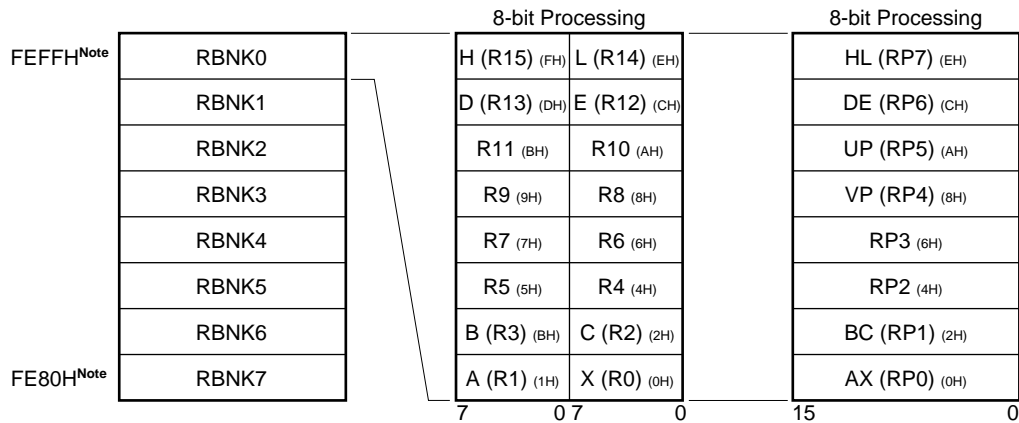 8-bit Processing 8-bit Processing
FEFFHNote RBNK0 H (R15) (FH) L (R14) (EH) HL (RP7) (EH)
RBNK1 D (R13) (DH) E (R12) (CH) DE (RP6) (CH)
RBNK2 R11 (BH) R10 (AH) UP (RP5) (AH)
RBNK3 R9 (9H) R8 (8H) VP (RP4) (8H)
RBNK4 R7 (7H) R6 (6H) RP3 (6H)
RBNK5 R5 (5H) R4 (4H) RP2 (4H)
RBNK6 B (R3) (BH) C (R2) (2H) BC (RP1) (2H)
FE80HNote RBNK7 A (R1) (1H) X (R0) (0H) AX (RP0) (0H)
7 0 7 0 15 0